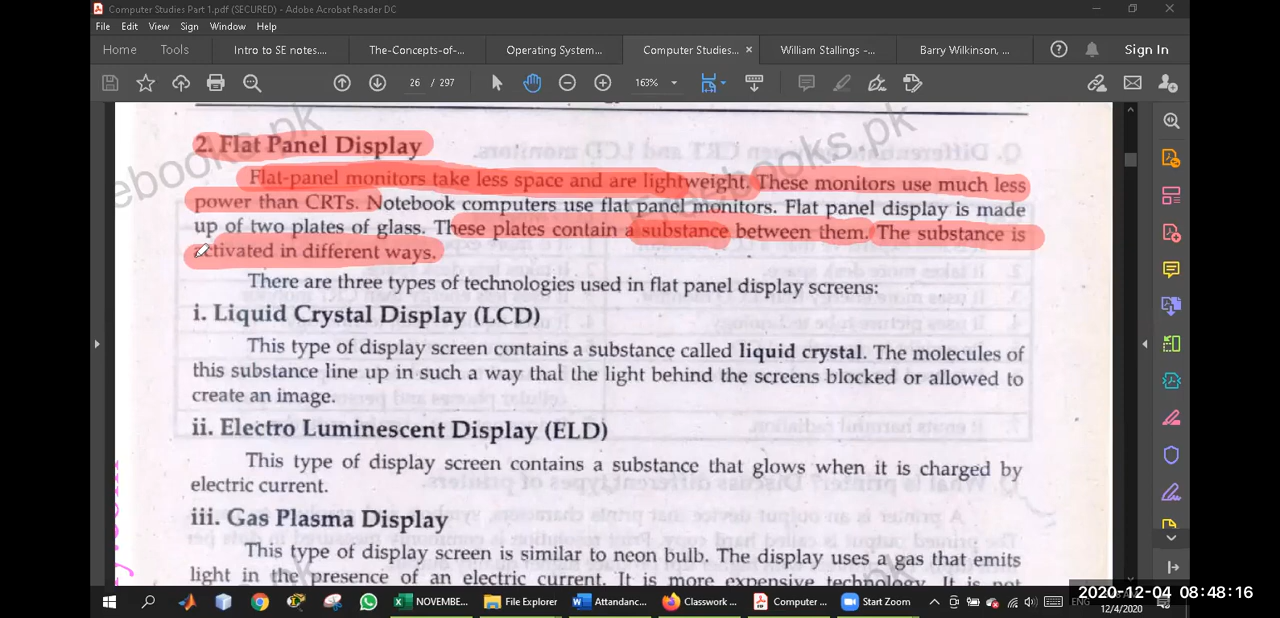 Computer Studies Part 1.pdf (SECURED) - Adobe Acrobat Reader DC
File Edit View Sign Window Help
Home Tools Intro to SE notes.... The-Concepts-of-... Operating System... Computer Studies... × William Stallings -... Barry Wilkinson, ... Sign In
26 / 297 163%
2. Flat Panel Display
Flat-panel monitors take less space and are lightweight. These monitors use much less
power than CRTs. Notebook computers use flat panel monitors. Flat panel display is made
up of two plates of glass. These plates contain a substance between them. The substance is
activated in different ways.
There are three types of technologies used in flat panel display screens:
i. Liquid Crystal Display (LCD)
This type of display screen contains a substance called liquid crystal. The molecules of
this substance line up in such a way that the light behind the screens blocked or allowed to
create an image.
ii. Electro Luminescent Display (ELD)
This type of display screen contains a substance that glows when it is charged by
electric current.
iii. Gas Plasma Display
This type of display screen is similar to neon bulb. The display uses a gas that emits
light in the presence of an electric current. It is more expensive technology. It is not
NOVEMBE... File Explorer Attandanc... Classwork ... Computer ... Start Zoom ENG
12/4/2020
2020-12-04 08:48:16